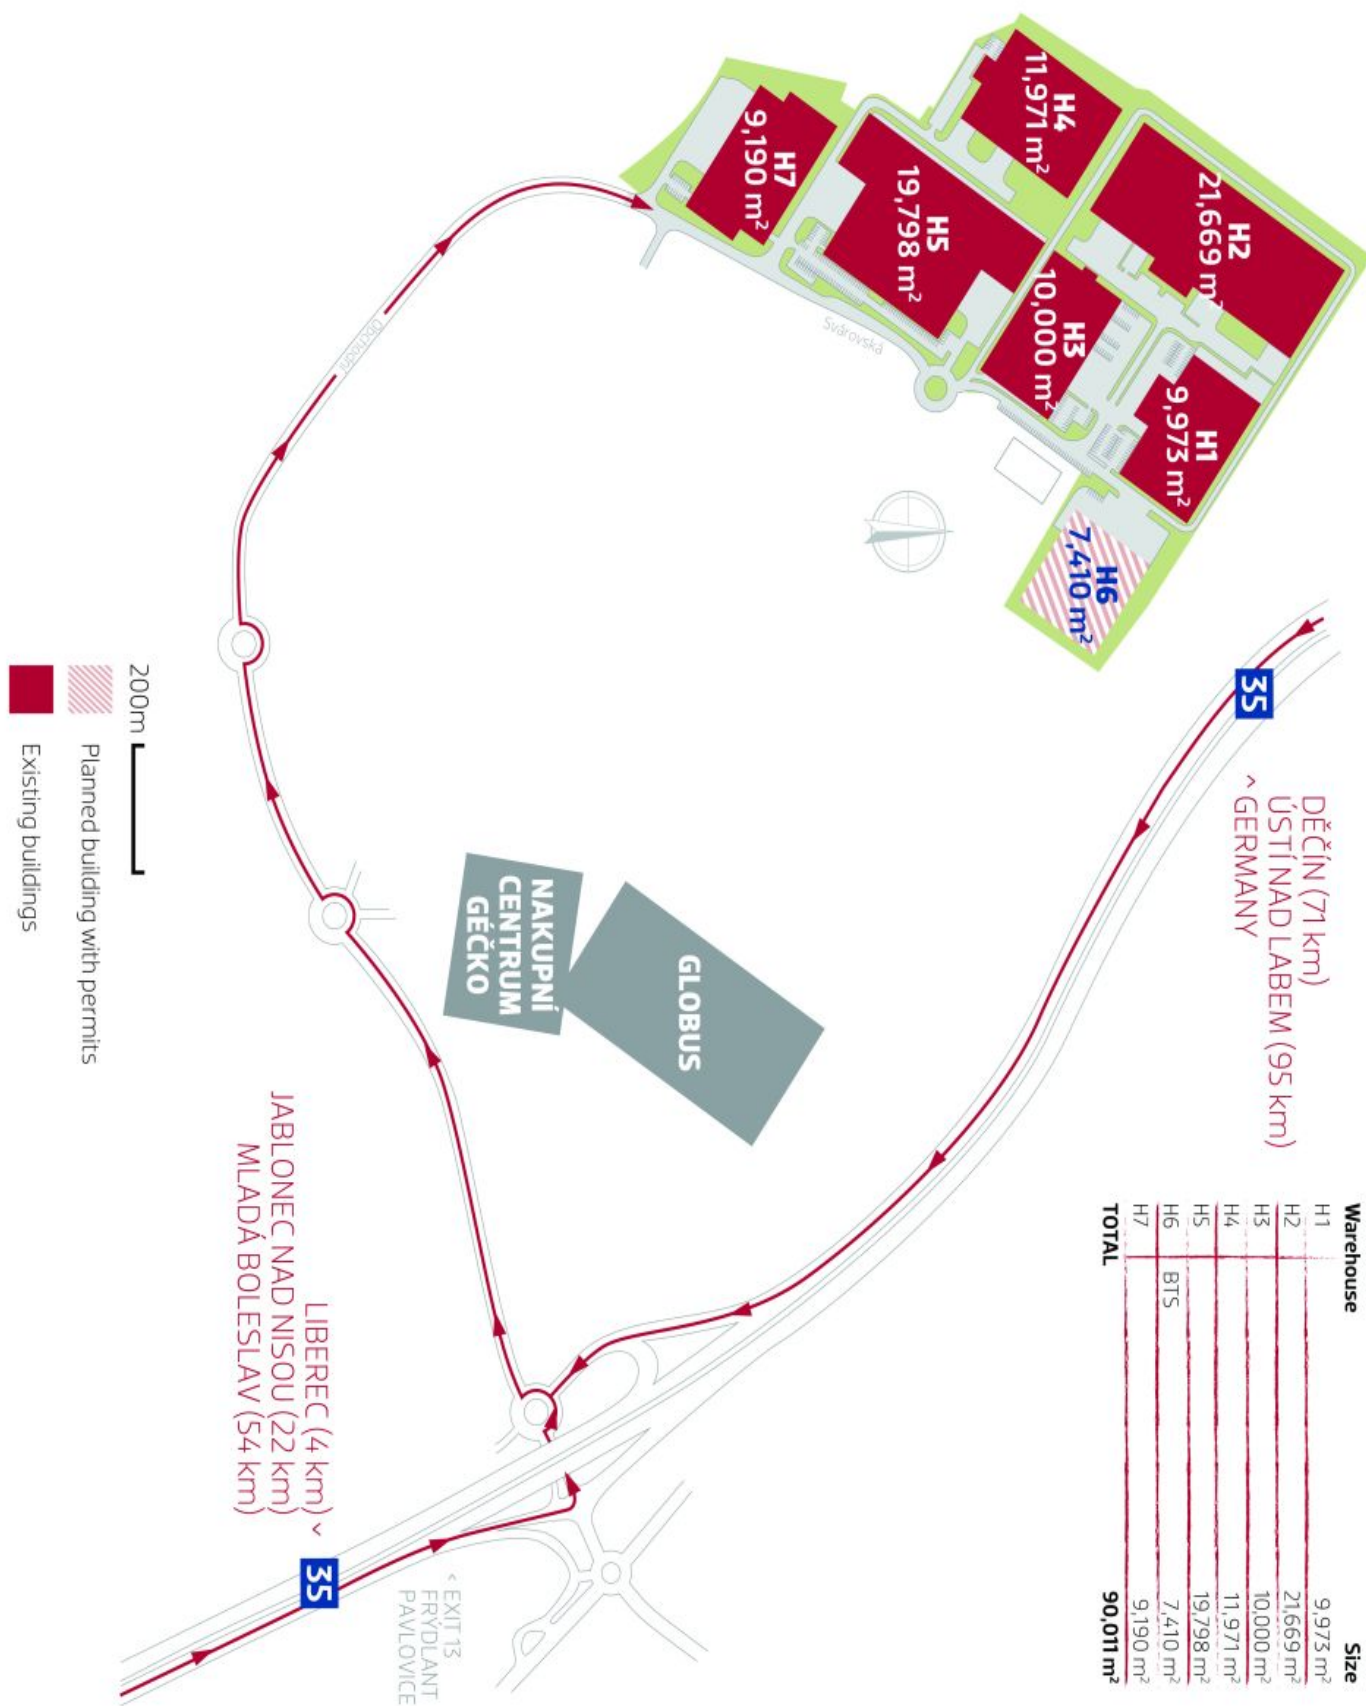 H4
11,971 m²
H2
21,669 m²
H7
9,190 m²
H5
19,798 m²
H3
10,000 m²
H1
9,973 m²
H6
7,410 m²
Svárovská
Obchodní
35
DĚČÍN (71 km)
ÚSTÍ NAD LABEM (95 km)
^ GERMANY
GLOBUS
NAKUPNÍ
CENTRUM
GÉČKO
LIBEREC (4 km) ˅
JABLONEC NAD NISOU (22 km)
MLADÁ BOLESLAV (54 km)
35
˂ EXIT 13
FRÝDLANT
PAVLOVICE
200m
Planned building with permits
Existing buildings
Warehouse Size
H1 9,973 m²
H2 21,669 m²
H3 10,000 m²
H4 11,971 m²
H5 19,798 m²
H6 BTS 7,410 m²
H7 9,190 m²
TOTAL 90,011 m²